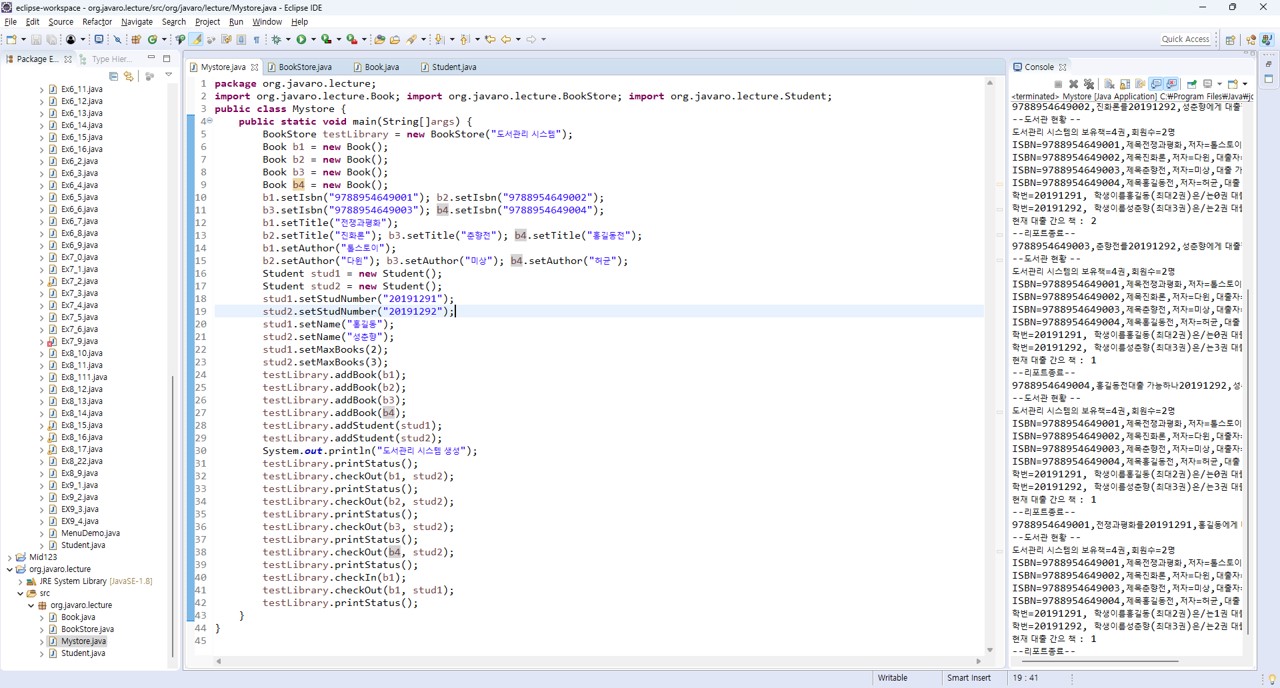 eclipse-workspace - org.javaro.lecture/src/org/javaro/lecture/Mystore.java - Eclipse IDE
File Edit Source Refactor Navigate Search Project Run Window Help
Quick Access
Package E...
Type Hier...
Ex6_11.java
Ex6_12.java
Ex6_13.java
Ex6_14.java
Ex6_15.java
Ex6_16.java
Ex6_2.java
Ex6_3.java
Ex6_4.java
Ex6_5.java
Ex6_6.java
Ex6_7.java
Ex6_8.java
Ex6_9.java
Ex7_0.java
Ex7_1.java
Ex7_2.java
Ex7_3.java
Ex7_4.java
Ex7_5.java
Ex7_6.java
Ex7_9.java
Ex8_10.java
Ex8_11.java
Ex8_111.java
Ex8_12.java
Ex8_13.java
Ex8_14.java
Ex8_15.java
Ex8_16.java
Ex8_17.java
Ex8_22.java
Ex8_9.java
Ex9_1.java
Ex9_2.java
EX9_3.java
EX9_4.java
MenuDemo.java
Student.java
Mid123
org.javaro.lecture
JRE System Library [JavaSE-1.8]
src
org.javaro.lecture
Book.java
BookStore.java
Mystore.java
Student.java
Mystore.java BookStore.java Book.java Student.java
1 package org.javaro.lecture;
2 import org.javaro.lecture.Book; import org.javaro.lecture.BookStore; import org.javaro.lecture.Student;
3 public class Mystore {
4 public static void main(String[]args) {
5 BookStore testLibrary = new BookStore("도서관리 시스템");
6 Book b1 = new Book();
7 Book b2 = new Book();
8 Book b3 = new Book();
9 Book b4 = new Book();
10 b1.setIsbn("9788954649001"); b2.setIsbn("9788954649002");
11 b3.setIsbn("9788954649003"); b4.setIsbn("9788954649004");
12 b1.setTitle("전쟁과평화");
13 b2.setTitle("진화론"); b3.setTitle("춘향전"); b4.setTitle("홍길동전");
14 b1.setAuthor("톨스토이");
15 b2.setAuthor("다윈"); b3.setAuthor("미상"); b4.setAuthor("허균");
16 Student stud1 = new Student();
17 Student stud2 = new Student();
18 stud1.setStudNumber("20191291");
19 stud2.setStudNumber("20191292");
20 stud1.setName("홍길동");
21 stud2.setName("성춘향");
22 stud1.setMaxBooks(2);
23 stud2.setMaxBooks(3);
24 testLibrary.addBook(b1);
25 testLibrary.addBook(b2);
26 testLibrary.addBook(b3);
27 testLibrary.addBook(b4);
28 testLibrary.addStudent(stud1);
29 testLibrary.addStudent(stud2);
30 System.out.println("도서관리 시스템 생성");
31 testLibrary.printStatus();
32 testLibrary.checkOut(b1, stud2);
33 testLibrary.printStatus();
34 testLibrary.checkOut(b2, stud2);
35 testLibrary.printStatus();
36 testLibrary.checkOut(b3, stud2);
37 testLibrary.printStatus();
38 testLibrary.checkOut(b4, stud2);
39 testLibrary.printStatus();
40 testLibrary.checkIn(b1);
41 testLibrary.checkOut(b1, stud1);
42 testLibrary.printStatus();
43 }
44 }
45
Console
<terminated> Mystore [Java Application] C:₩Program Files₩Java₩
9788954649002,진화론를20191291,성춘향에게 대출
--도서관 현황 --
도서관리 시스템의 보유책=4권,회원수=2명
ISBN=9788954649001,제목전쟁과평화,저자=톨스토이
ISBN=9788954649002,제목진화론,저자=다윈,대출자=
ISBN=9788954649003,제목춘향전,저자=미상,대출 가
ISBN=9788954649004,제목홍길동전,저자=허균,대출
학번=20191291, 학생이름홍길동(최대2권)은/는0권 대
학번=20191292, 학생이름성춘향(최대3권)은/는2권 대
현재 대출 간으 책 : 2
--리포트종료--
9788954649003,춘향전를20191292,성춘향에게 대출
--도서관 현황 --
도서관리 시스템의 보유책=4권,회원수=2명
ISBN=9788954649001,제목전쟁과평화,저자=톨스토이
ISBN=9788954649002,제목진화론,저자=다윈,대출자=
ISBN=9788954649003,제목춘향전,저자=미상,대출자=
ISBN=9788954649004,제목홍길동전,저자=허균,대출
학번=20191291, 학생이름홍길동(최대2권)은/는0권 대
학번=20191292, 학생이름성춘향(최대3권)은/는3권 대
현재 대출 간으 책 : 1
--리포트종료--
9788954649004,홍길동전대출 가능하나20191292,성
--도서관 현황 --
도서관리 시스템의 보유책=4권,회원수=2명
ISBN=9788954649001,제목전쟁과평화,저자=톨스토이
ISBN=9788954649002,제목진화론,저자=다윈,대출자=
ISBN=9788954649003,제목춘향전,저자=미상,대출자=
ISBN=9788954649004,제목홍길동전,저자=허균,대출
학번=20191291, 학생이름홍길동(최대2권)은/는0권 대
학번=20191292, 학생이름성춘향(최대3권)은/는3권 대
현재 대출 간으 책 : 1
--리포트종료--
9788954649001,전쟁과평화를20191291,홍길동에게
--도서관 현황 --
도서관리 시스템의 보유책=4권,회원수=2명
ISBN=9788954649001,제목전쟁과평화,저자=톨스토이
ISBN=9788954649002,제목진화론,저자=다윈,대출자=
ISBN=9788954649003,제목춘향전,저자=미상,대출자=
ISBN=9788954649004,제목홍길동전,저자=허균,대출
학번=20191291, 학생이름홍길동(최대2권)은/는1권 대
학번=20191292, 학생이름성춘향(최대3권)은/는2권 대
현재 대출 간으 책 : 1
--리포트종료--
Writable Smart Insert 19 : 41